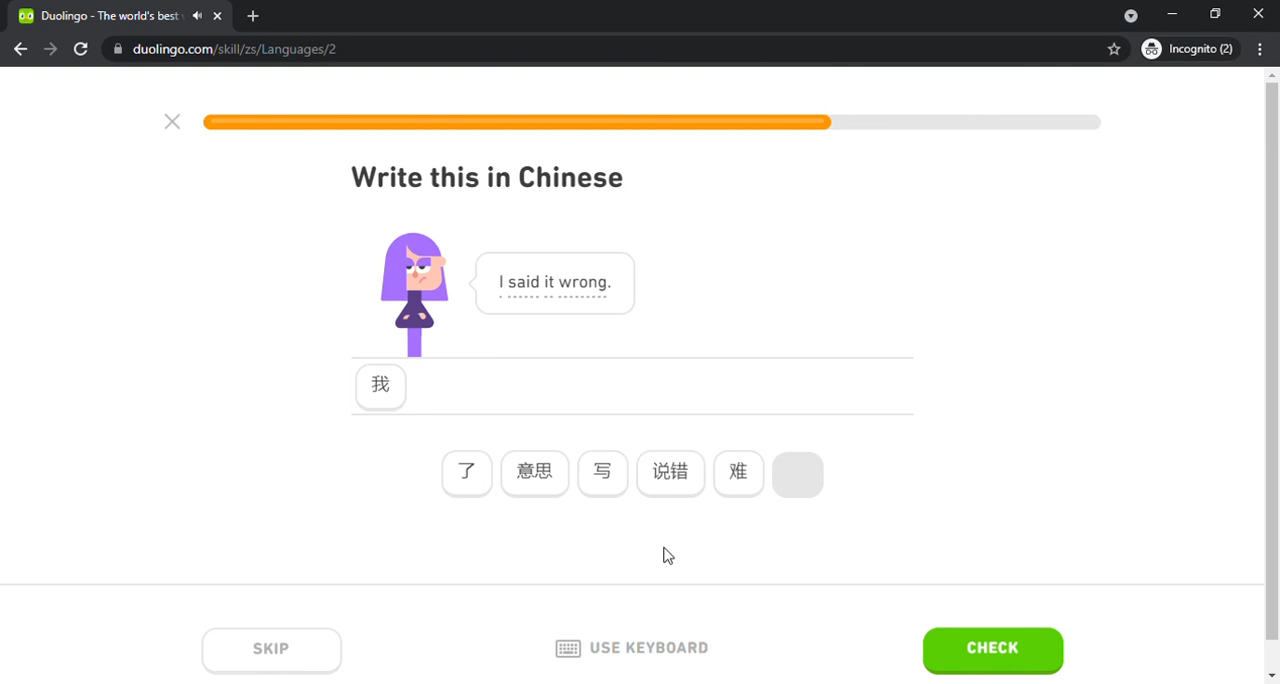 Duolingo - The world's best
duolingo.com/skill/zs/Languages/2
Incognito (2)
Write this in Chinese
I said it wrong.
我
了 意思 写 说错 难
SKIP
USE KEYBOARD
CHECK